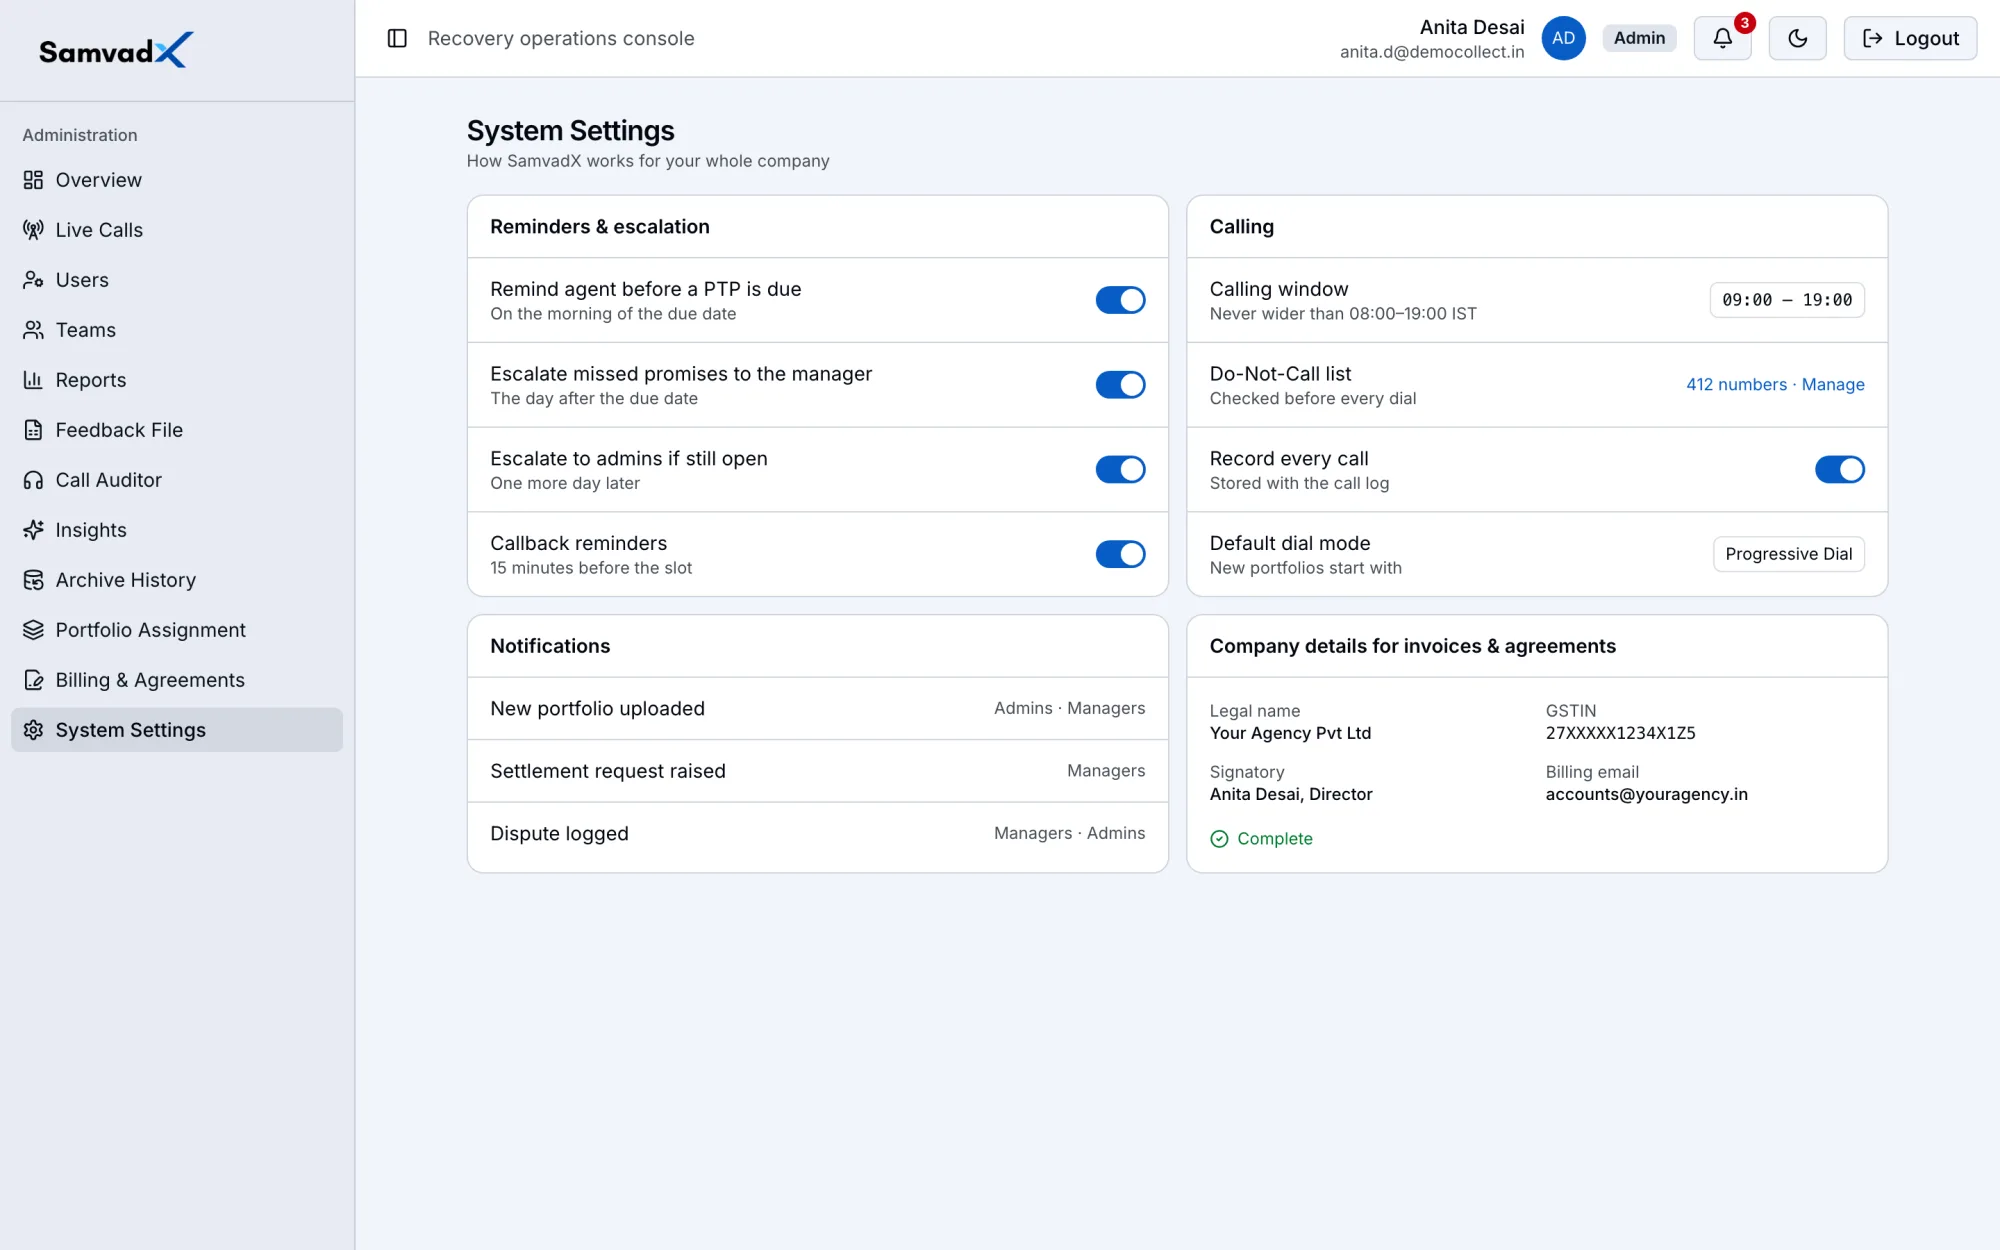 SamvadX
Recovery operations console
Anita Desai
anita.d@democollect.in
AD
Admin
3
Logout
Administration
Overview
Live Calls
Users
Teams
Reports
Feedback File
Call Auditor
Insights
Archive History
Portfolio Assignment
Billing & Agreements
System Settings
System Settings
How SamvadX works for your whole company
Reminders & escalation
Remind agent before a PTP is due
On the morning of the due date
Escalate missed promises to the manager
The day after the due date
Escalate to admins if still open
One more day later
Callback reminders
15 minutes before the slot
Calling
Calling window
Never wider than 08:00–19:00 IST
09:00 – 19:00
Do-Not-Call list
Checked before every dial
412 numbers · Manage
Record every call
Stored with the call log
Default dial mode
New portfolios start with
Progressive Dial
Notifications
New portfolio uploaded
Admins · Managers
Settlement request raised
Managers
Dispute logged
Managers · Admins
Company details for invoices & agreements
Legal name
Your Agency Pvt Ltd
GSTIN
27XXXXX1234X1Z5
Signatory
Anita Desai, Director
Billing email
accounts@youragency.in
Complete